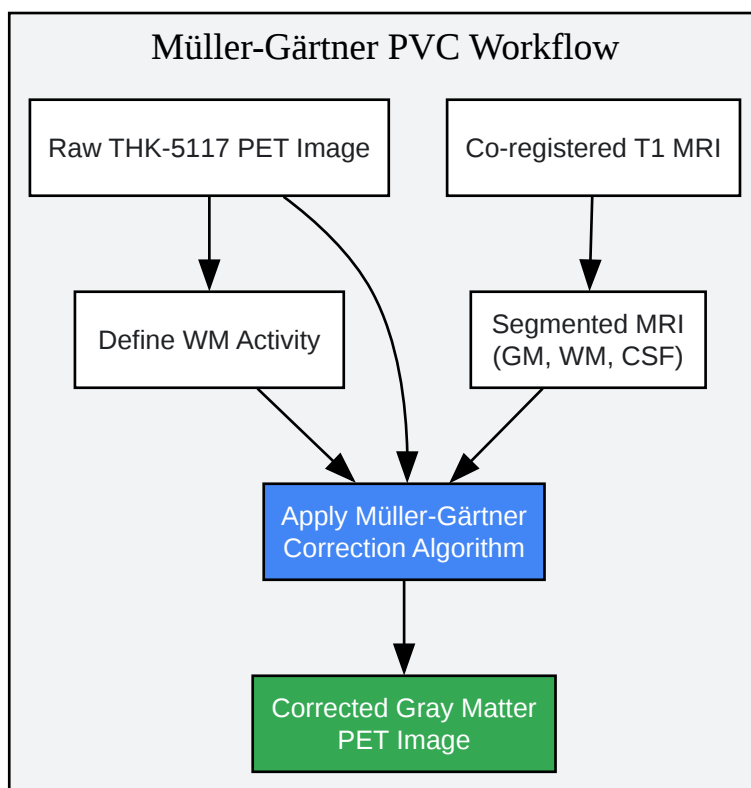 Müller-Gärtner PVC Workflow
Raw THK-5117 PET Image
Co-registered T1 MRI
Define WM Activity
Segmented MRI
(GM, WM, CSF)
Apply Müller-Gärtner
Correction Algorithm
Corrected Gray Matter
PET Image